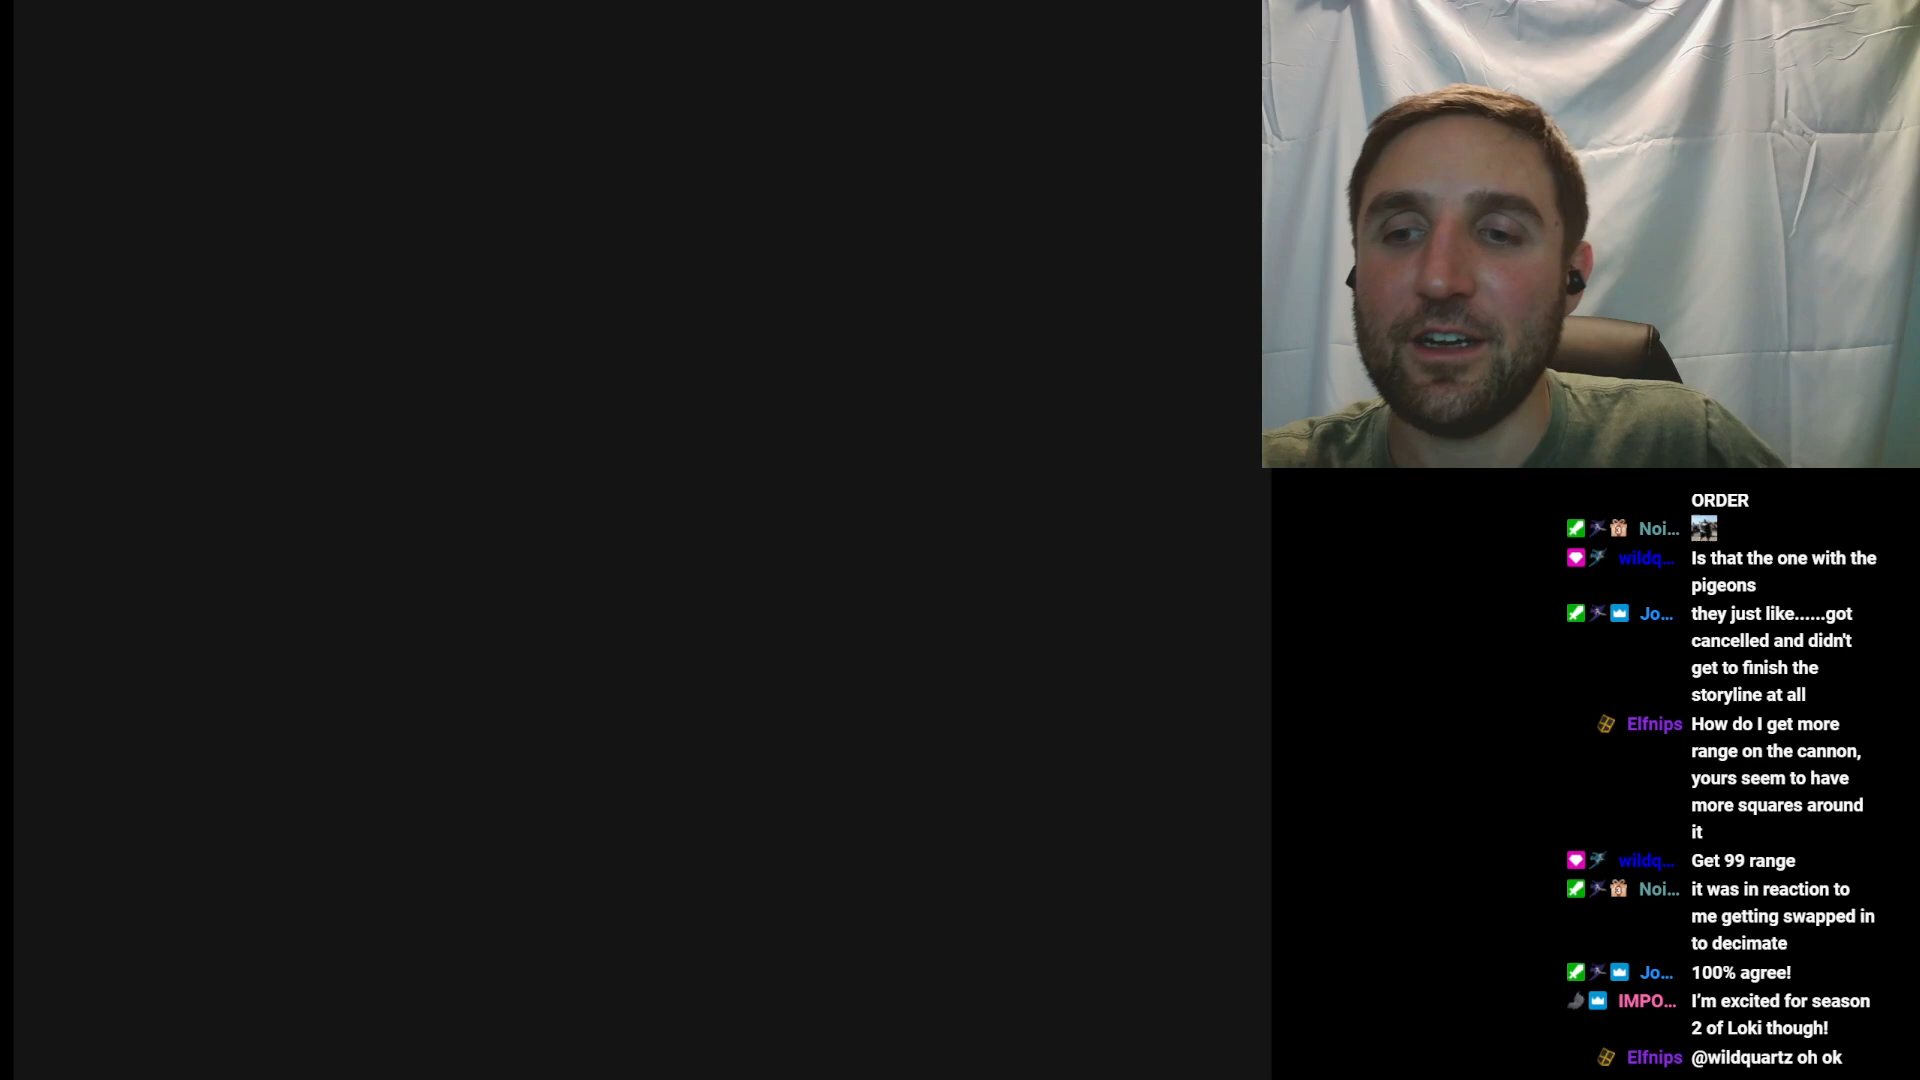 ORDER
Noi...
wildq... Is that the one with the
pigeons
Jo... they just like......got
cancelled and didn't
get to finish the
storyline at all
Elfnips How do I get more
range on the cannon,
yours seem to have
more squares around
it
wildq... Get 99 range
Noi... it was in reaction to
me getting swapped in
to decimate
Jo... 100% agree!
IMPO... I'm excited for season
2 of Loki though!
Elfnips @wildquartz oh ok